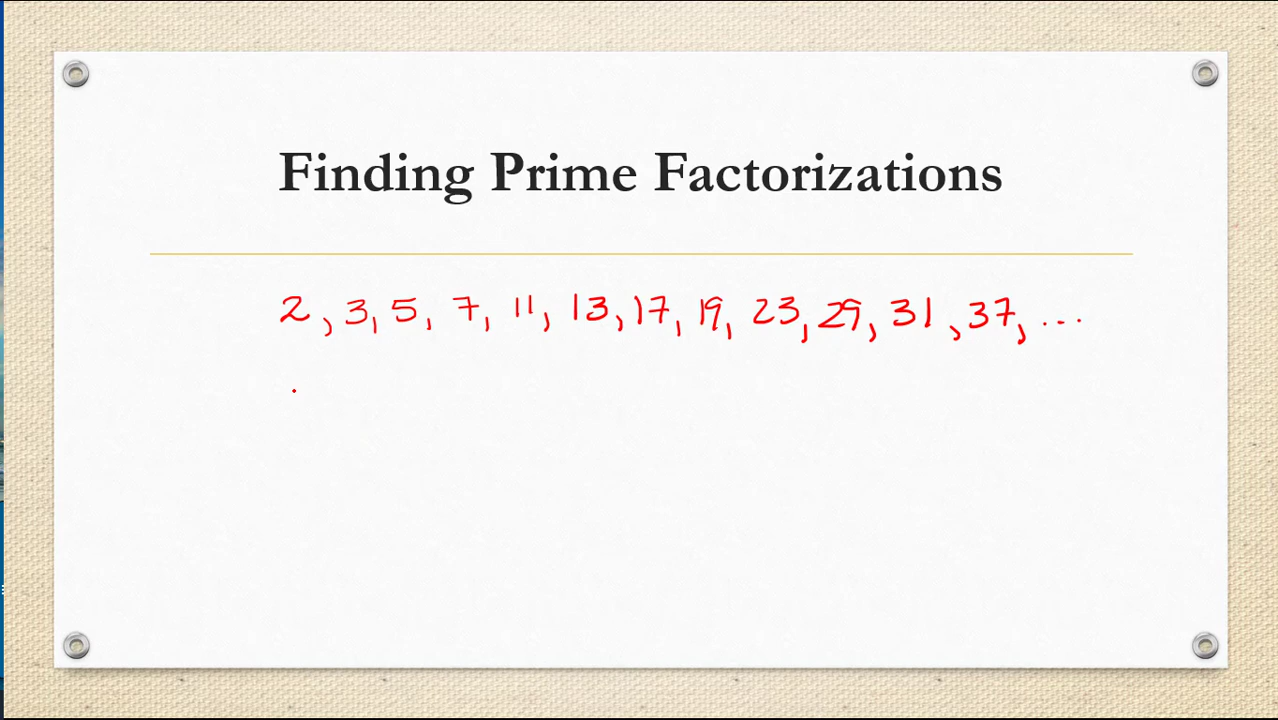 Finding Prime Factorizations
2, 3, 5, 7, 11, 13, 17, 19, 23, 29, 31, 37, ...